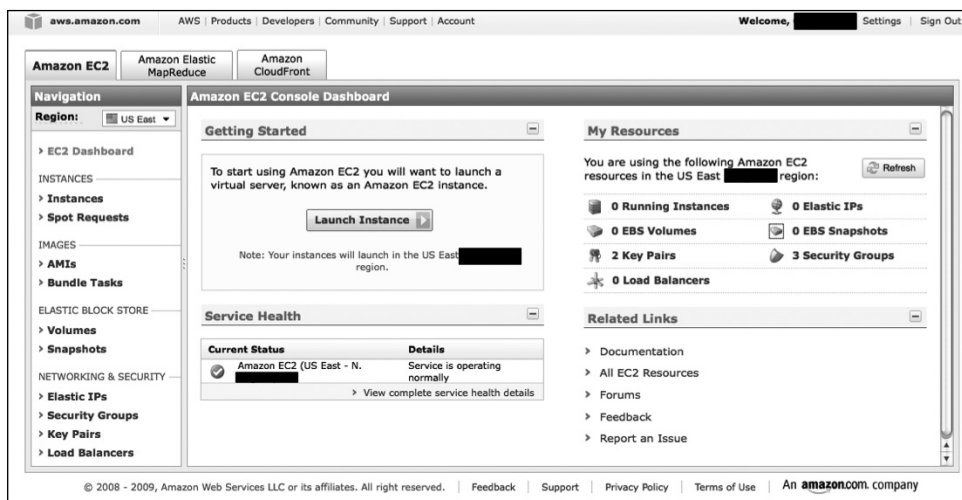 aws.amazon.com AWS | Products | Developers | Community | Support | Account Welcome, Settings | Sign Out
Amazon EC2
Amazon Elastic
MapReduce
Amazon
CloudFront
Navigation
Region: US East
EC2 Dashboard
INSTANCES
Instances
Spot Requests
IMAGES
AMIs
Bundle Tasks
ELASTIC BLOCK STORE
Volumes
Snapshots
NETWORKING & SECURITY
Elastic IPs
Security Groups
Key Pairs
Load Balancers
Amazon EC2 Console Dashboard
Getting Started
To start using Amazon EC2 you will want to launch a
virtual server, known as an Amazon EC2 instance.
Launch Instance
Note: Your instances will launch in the US East
region.
Service Health
Current Status Details
Amazon EC2 (US East - N.
Service is operating
normally
View complete service health details
My Resources
You are using the following Amazon EC2
resources in the US East region:
Refresh
0 Running Instances
0 Elastic IPs
0 EBS Volumes
0 EBS Snapshots
2 Key Pairs
3 Security Groups
0 Load Balancers
Related Links
Documentation
All EC2 Resources
Forums
Feedback
Report an Issue
© 2008 - 2009, Amazon Web Services LLC or its affiliates. All right reserved. | Feedback | Support | Privacy Policy | Terms of Use | An amazon.com. company